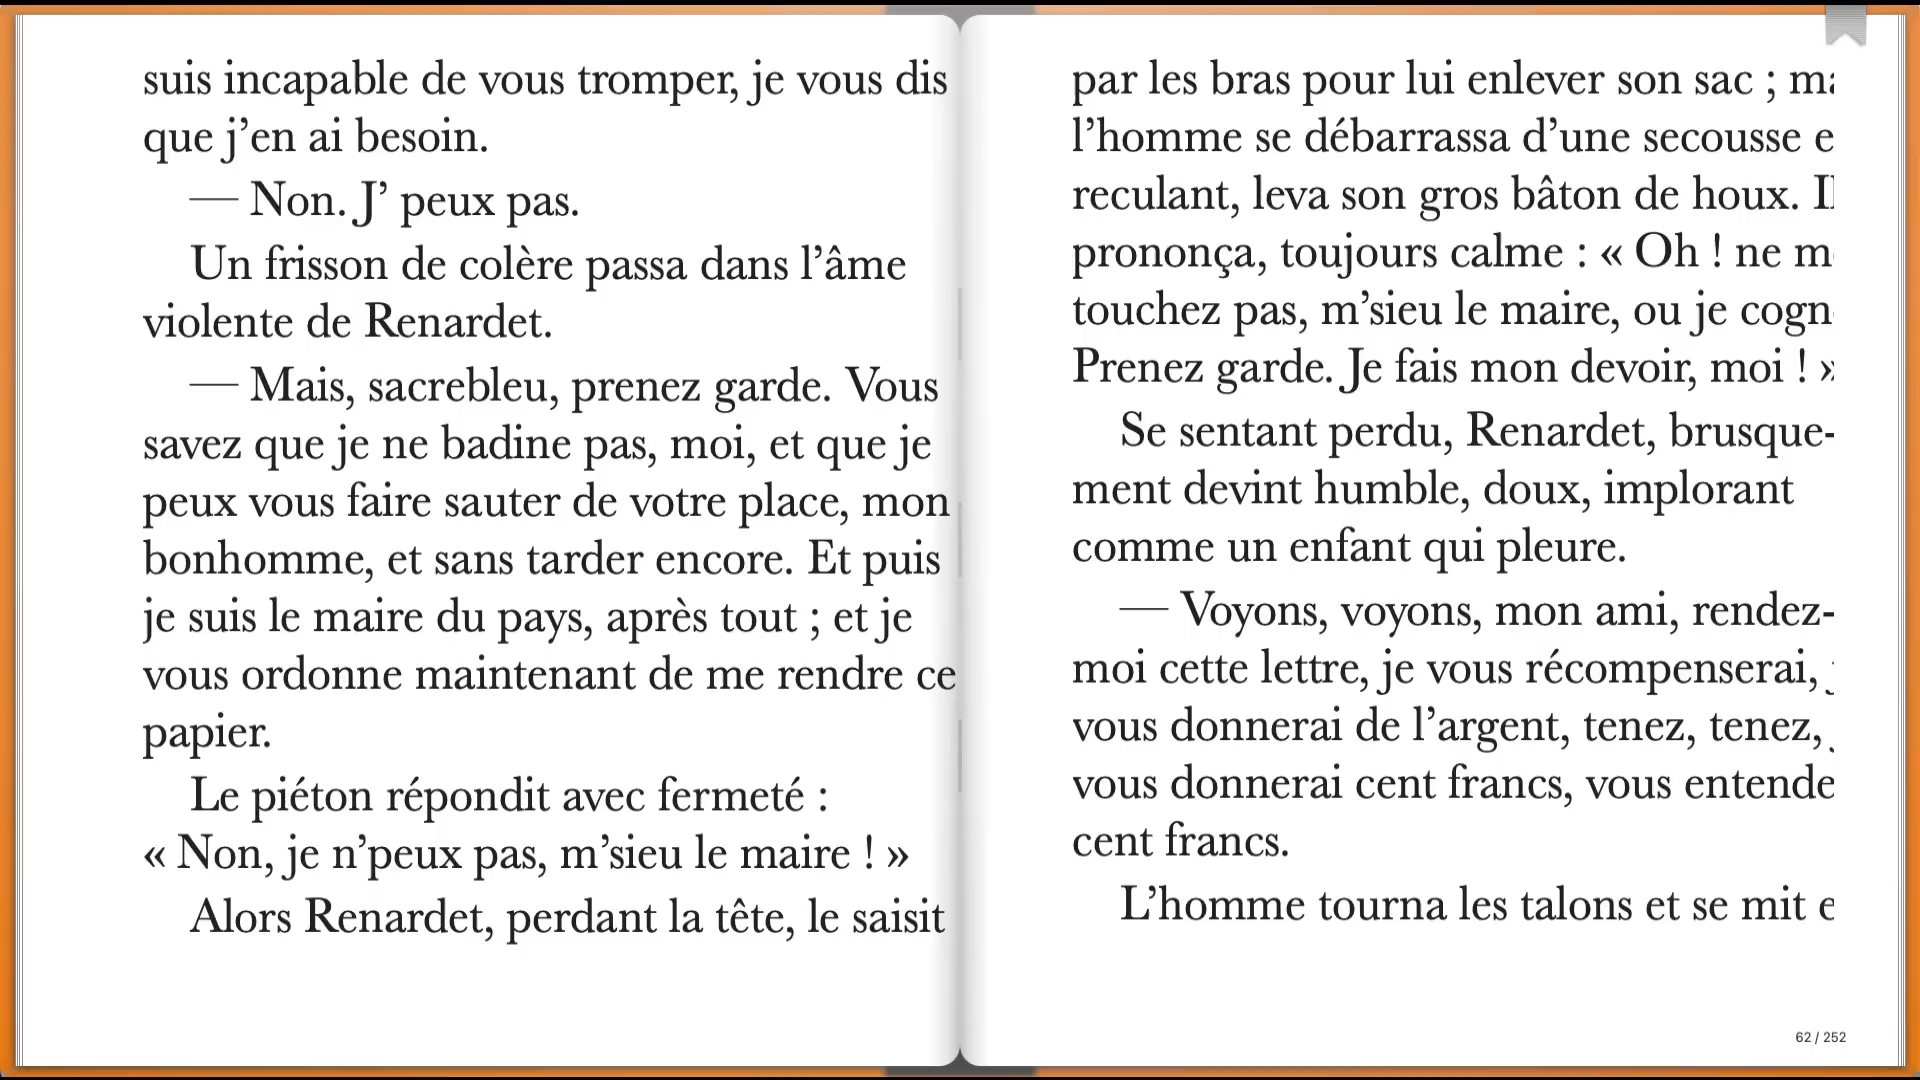 suis incapable de vous tromper, je vous dis
que j’en ai besoin.
— Non. J’ peux pas.
Un frisson de colère passa dans l’âme
violente de Renardet.
— Mais, sacrebleu, prenez garde. Vous
savez que je ne badine pas, moi, et que je
peux vous faire sauter de votre place, mon
bonhomme, et sans tarder encore. Et puis
je suis le maire du pays, après tout ; et je
vous ordonne maintenant de me rendre ce
papier.
Le piéton répondit avec fermeté :
« Non, je n’peux pas, m’sieu le maire ! »
Alors Renardet, perdant la tête, le saisit
par les bras pour lui enlever son sac ;
l’homme se débarrassa d’une secousse
reculant, leva son gros bâton de houx.
prononça, toujours calme : « Oh ! ne
touchez pas, m’sieu le maire, ou je
Prenez garde. Je fais mon devoir, moi ! »
Se sentant perdu, Renardet, brusque-
ment devint humble, doux, implorant
comme un enfant qui pleure.
— Voyons, voyons, mon ami, rendez-
moi cette lettre, je vous récompenserai,
vous donnerai de l’argent, tenez, tenez,
vous donnerai cent francs, vous
cent francs.
L’homme tourna les talons et se mit
62 / 252